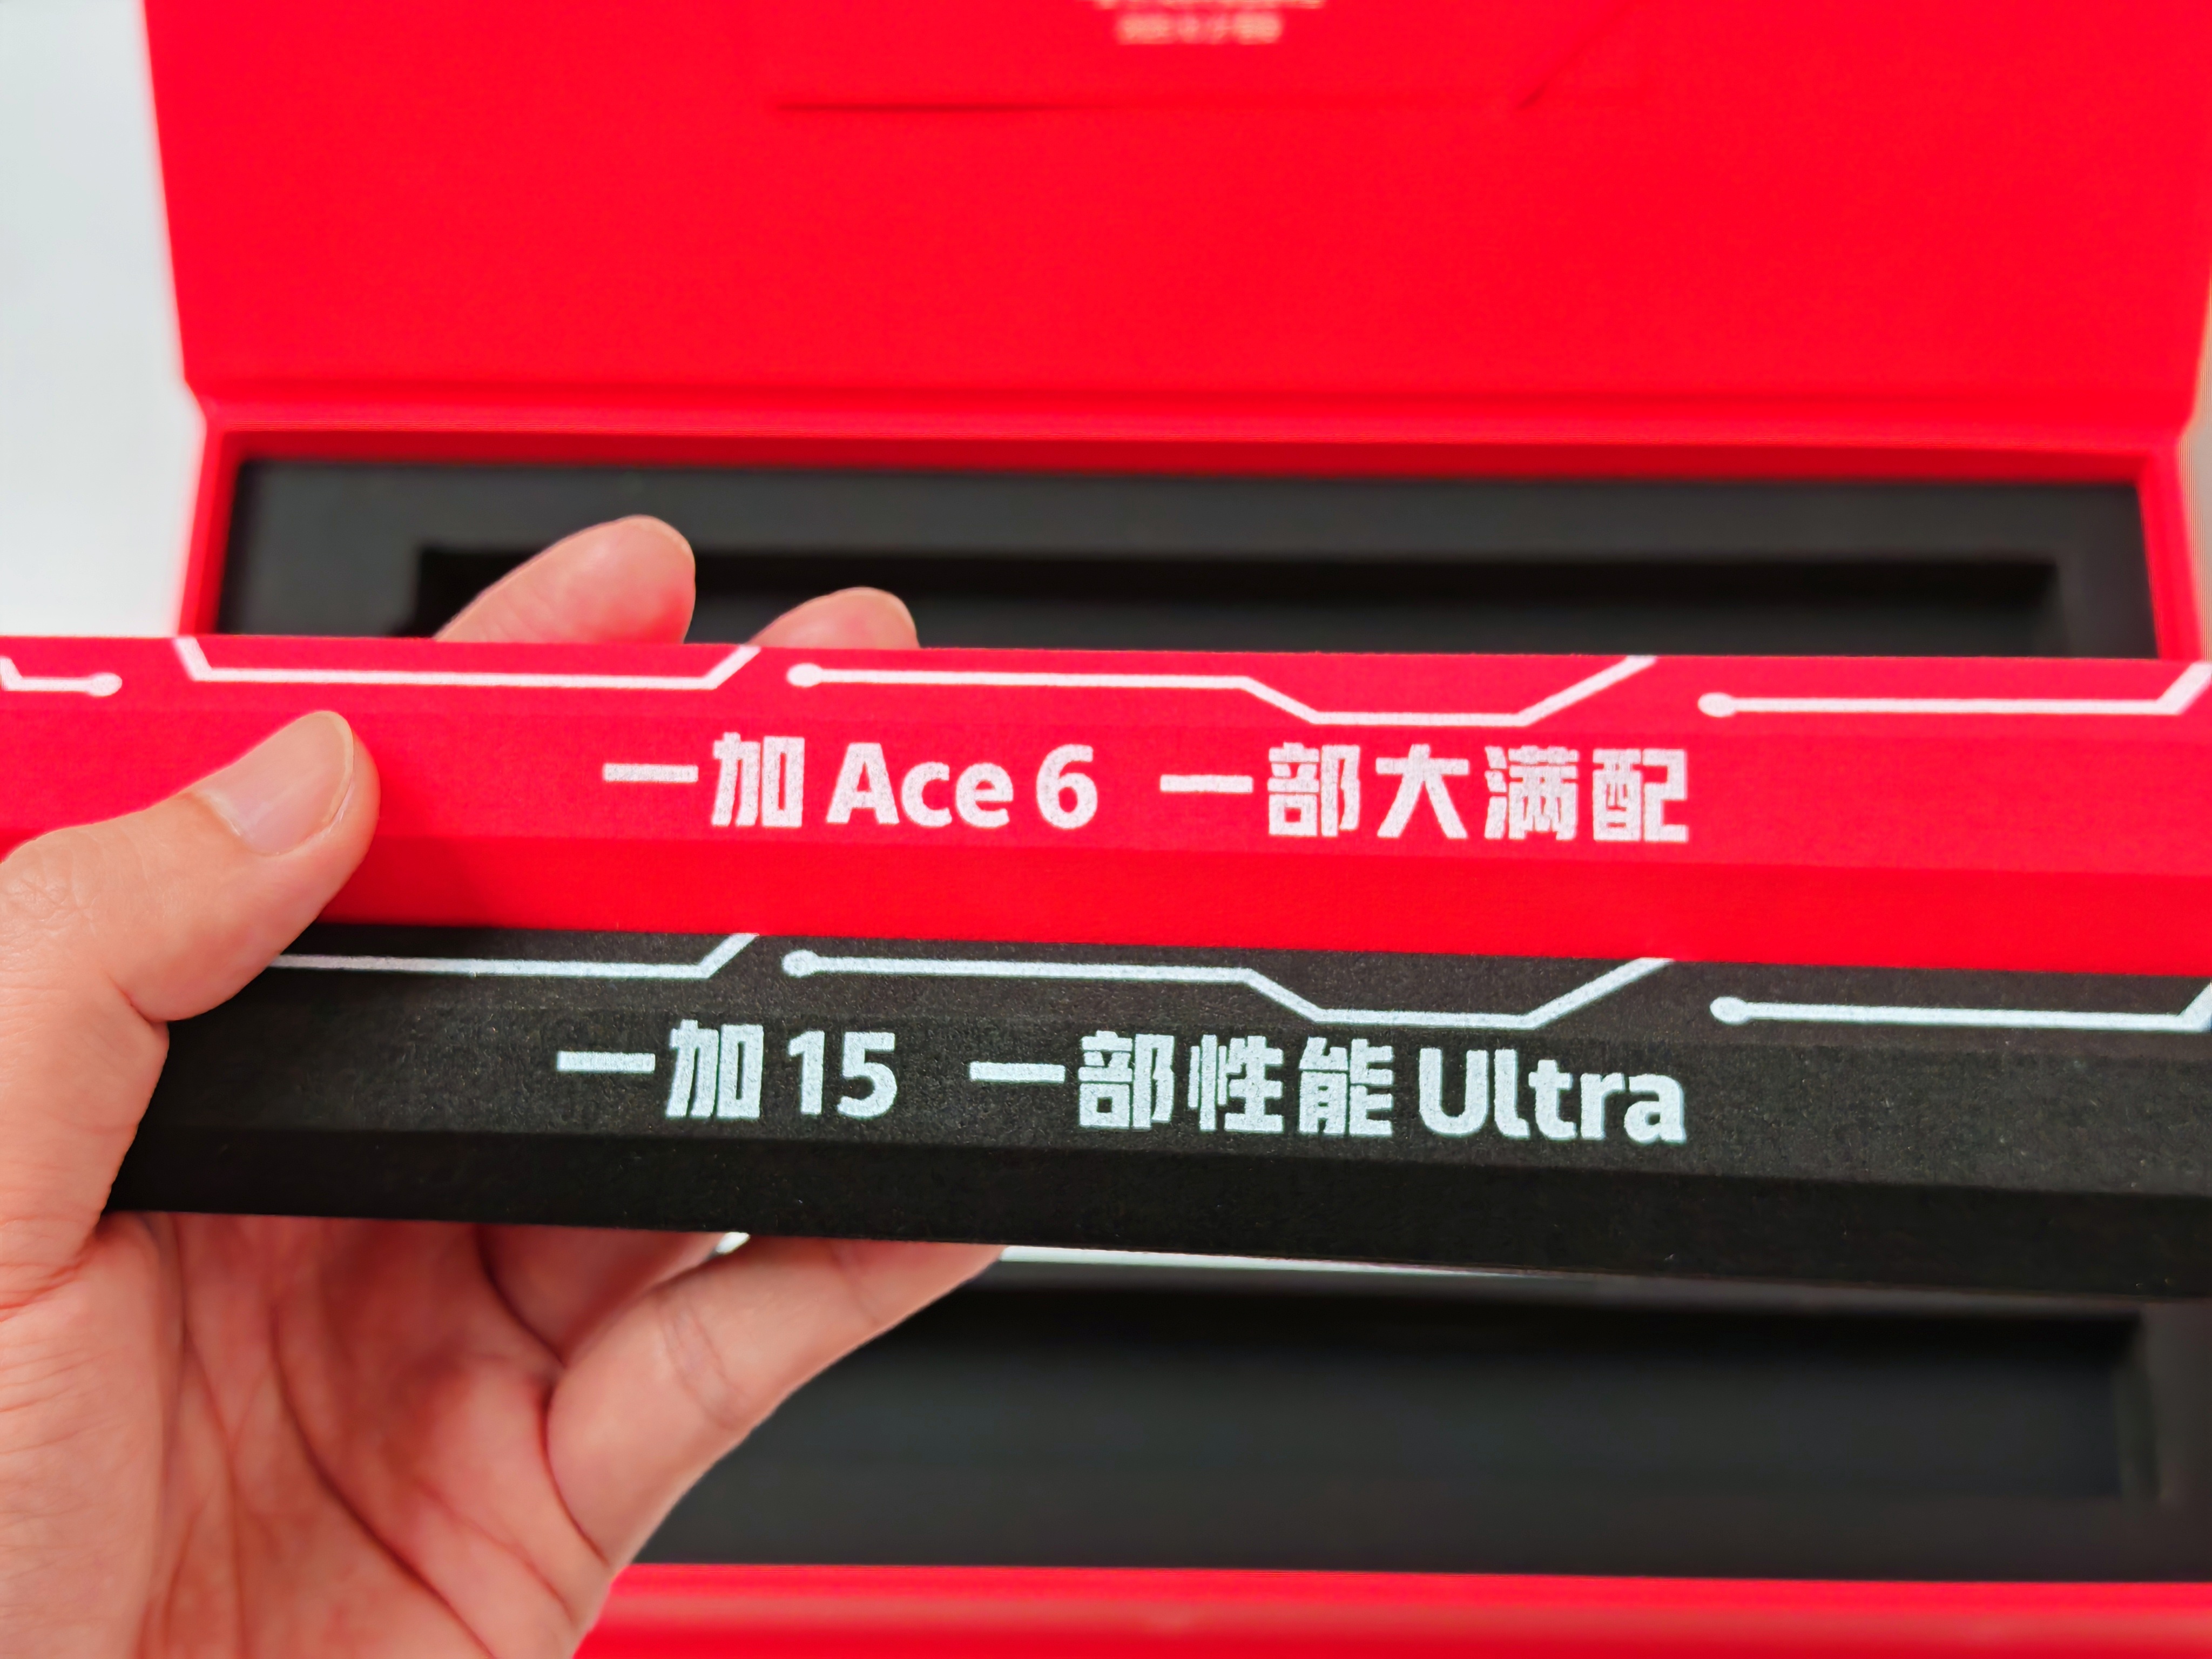 一加 Ace 6 一部大满配
一加 15 一部性能 Ultra